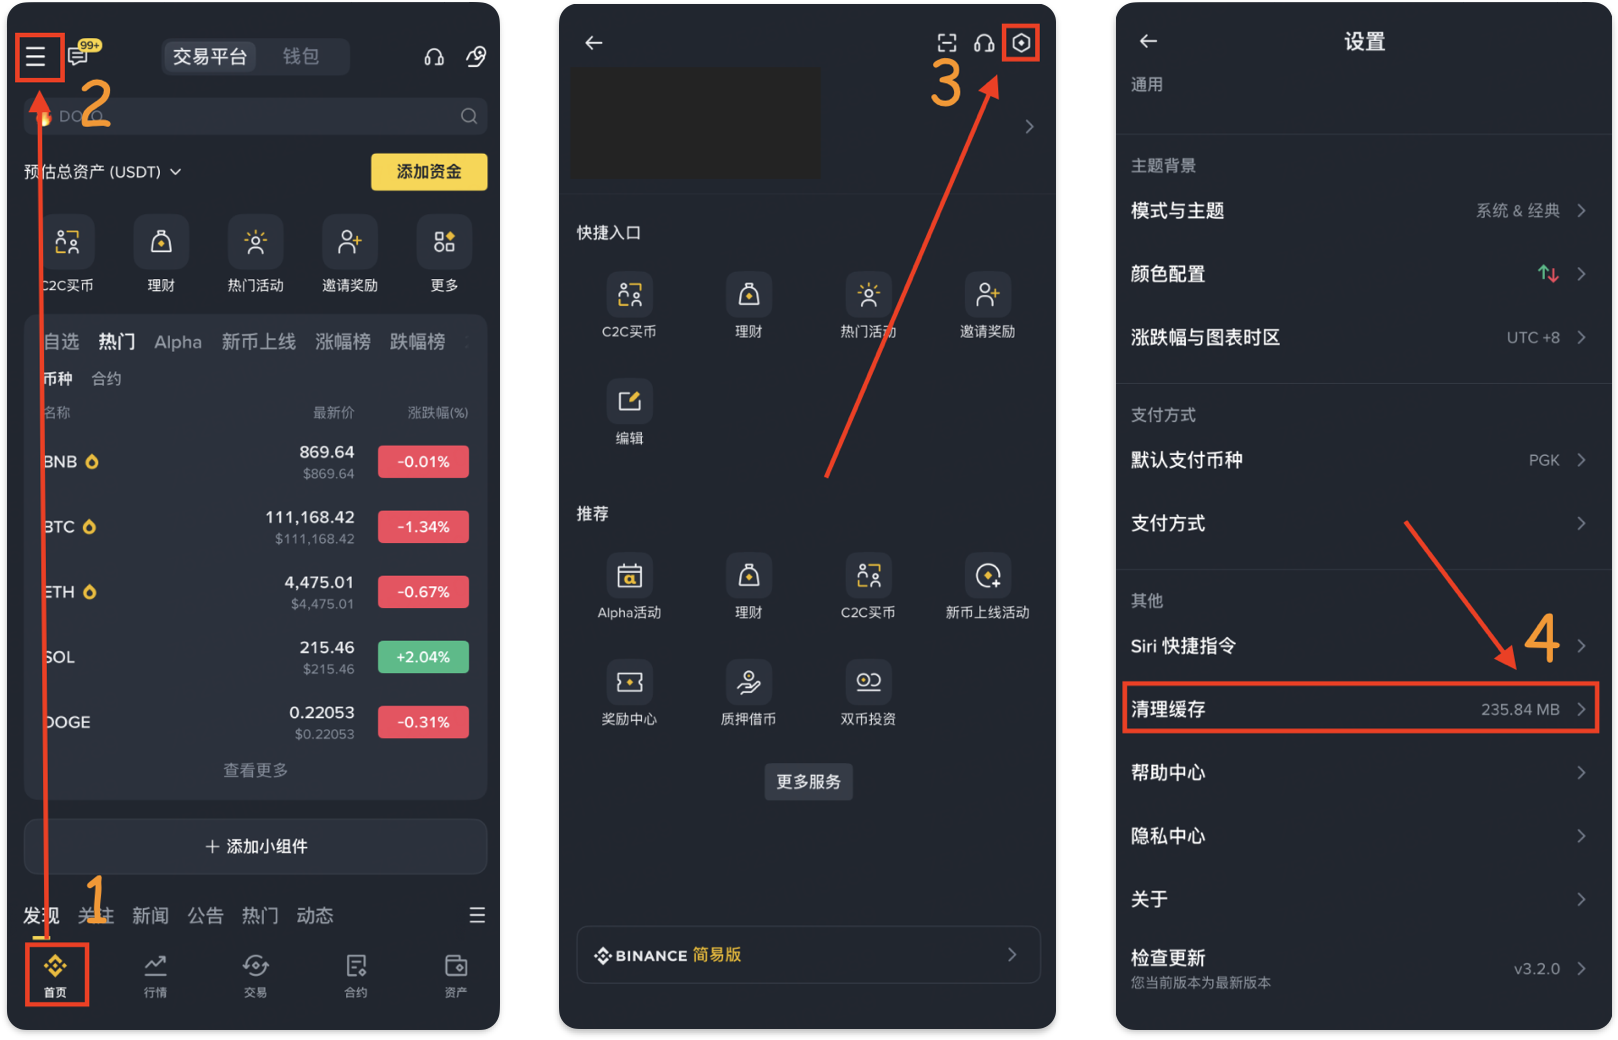 99+
交易平台 钱包
2
预估总资产 (USDT)
添加资金
C2C买币 理财 热门活动 邀请奖励 更多
自选 热门 Alpha 新币上线 涨幅榜 跌幅榜
币种 合约
名称 最新价 涨跌幅(%)
BNB 869.64 -0.01%
$869.64
BTC 111,168.42 -1.34%
$111,168.42
ETH 4,475.01 -0.67%
$4,475.01
SOL 215.46 +2.04%
$215.46
DOGE 0.22053 -0.31%
$0.22053
查看更多
+ 添加小组件
1
发现 关注 新闻 公告 热门 动态
首页 行情 交易 合约 资产
3
快捷入口
C2C买币 理财 热门活动 邀请奖励
编辑
推荐
Alpha活动 理财 C2C买币 新币上线活动
奖励中心 质押借币 双币投资
更多服务
BINANCE 简易版
设置
通用
主题背景
模式与主题 系统 & 经典
颜色配置
涨跌幅与图表时区 UTC +8
支付方式
默认支付币种 PGK
支付方式
其他
4
Siri 快捷指令
清理缓存 235.84 MB
帮助中心
隐私中心
关于
检查更新 v3.2.0
您当前版本为最新版本